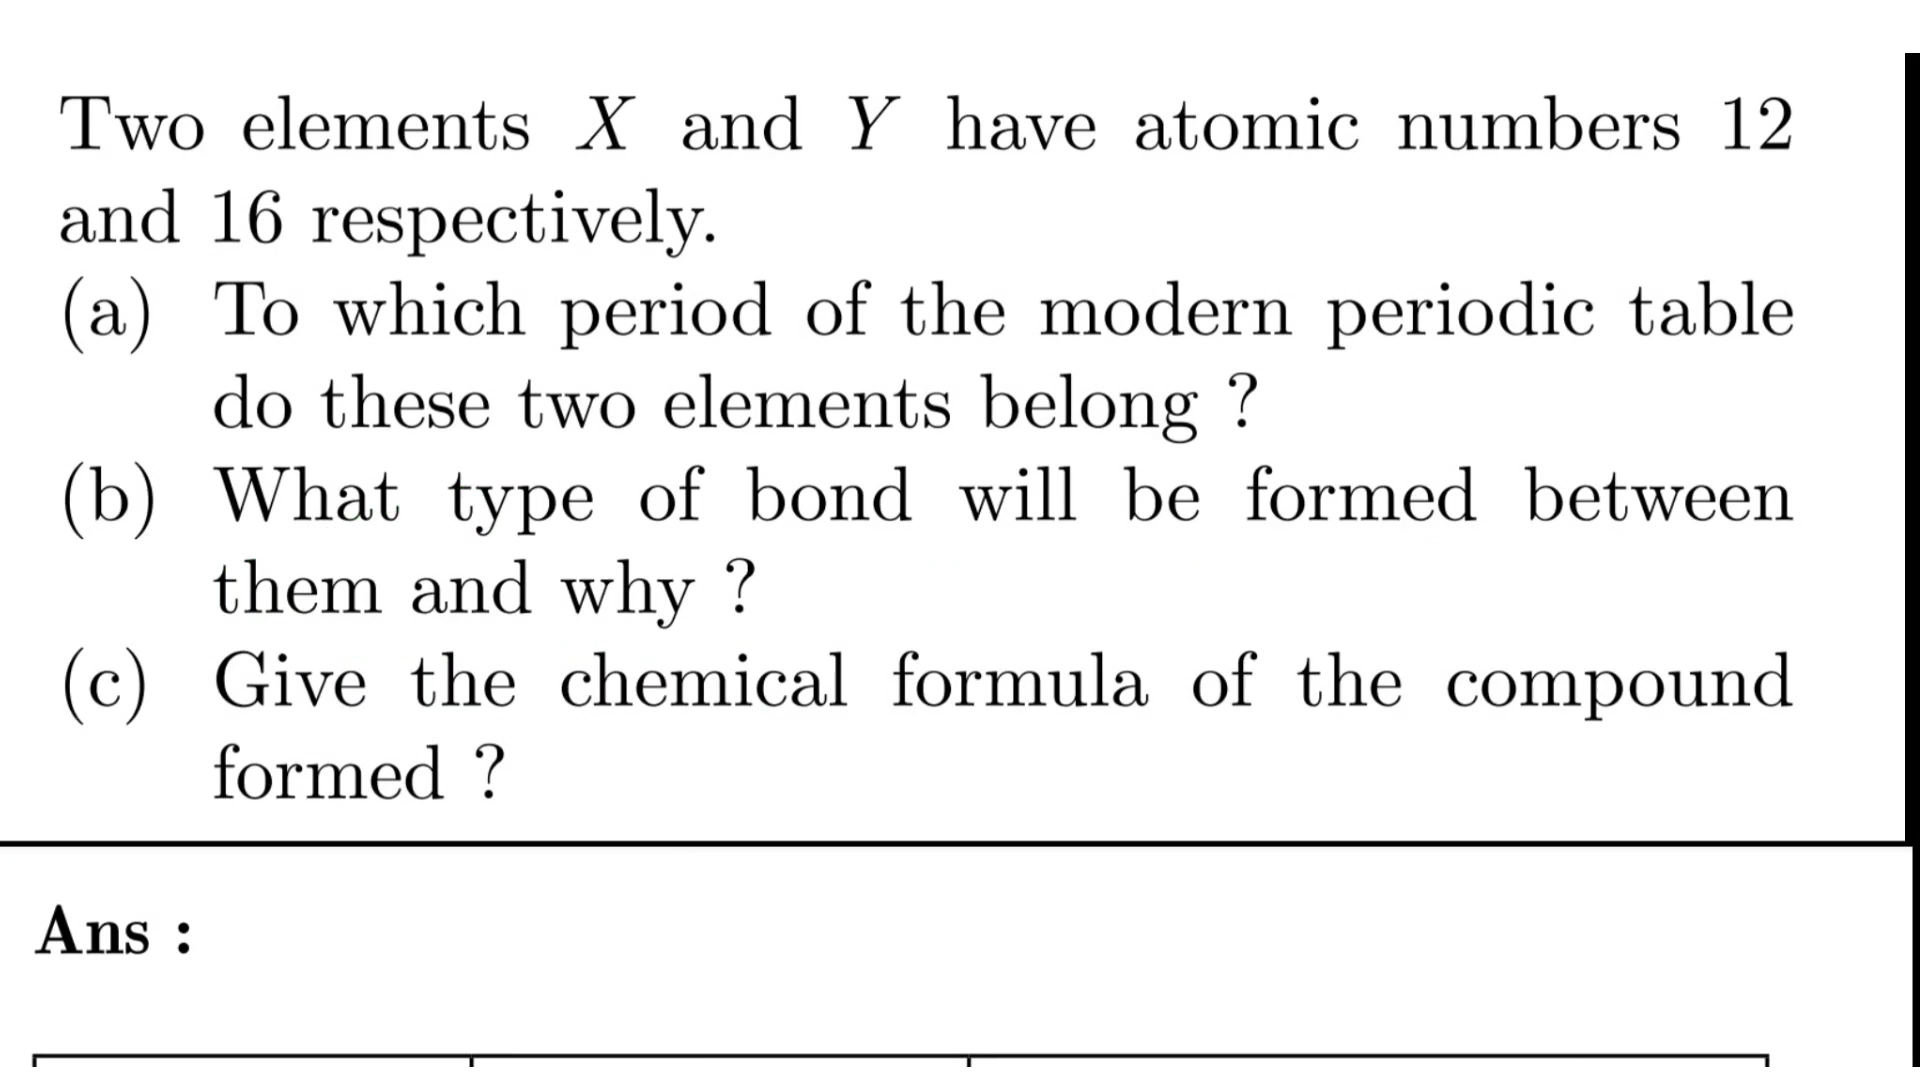 Two elements X and Y have atomic numbers 12
and 16 respectively.
(a) To which period of the modern periodic table
do these two elements belong ?
(b) What type of bond will be formed between
them and why ?
(c) Give the chemical formula of the compound
formed ?
Ans :